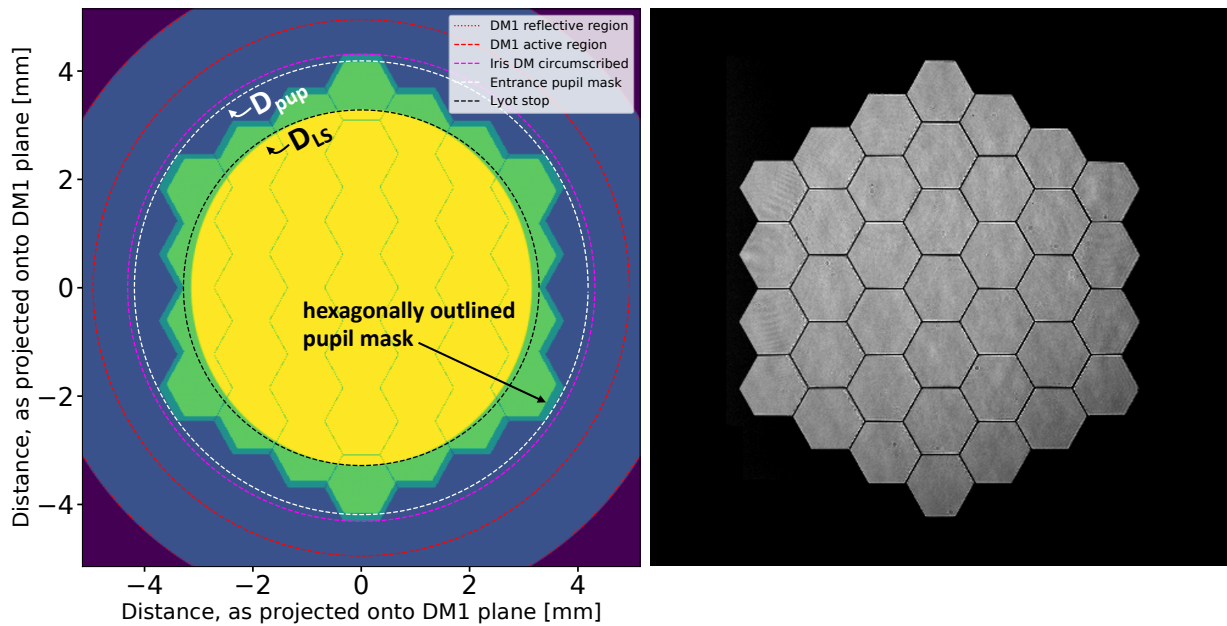 DM1 reflective region
DM1 active region
Iris DM circumscribed
Entrance pupil mask
Lyot stop
Dpup
DLS
hexagonally outlined
pupil mask
4
2
0
−2
−4
Distance, as projected onto DM1 plane [mm]
−4
−2
0
2
4
Distance, as projected onto DM1 plane [mm]